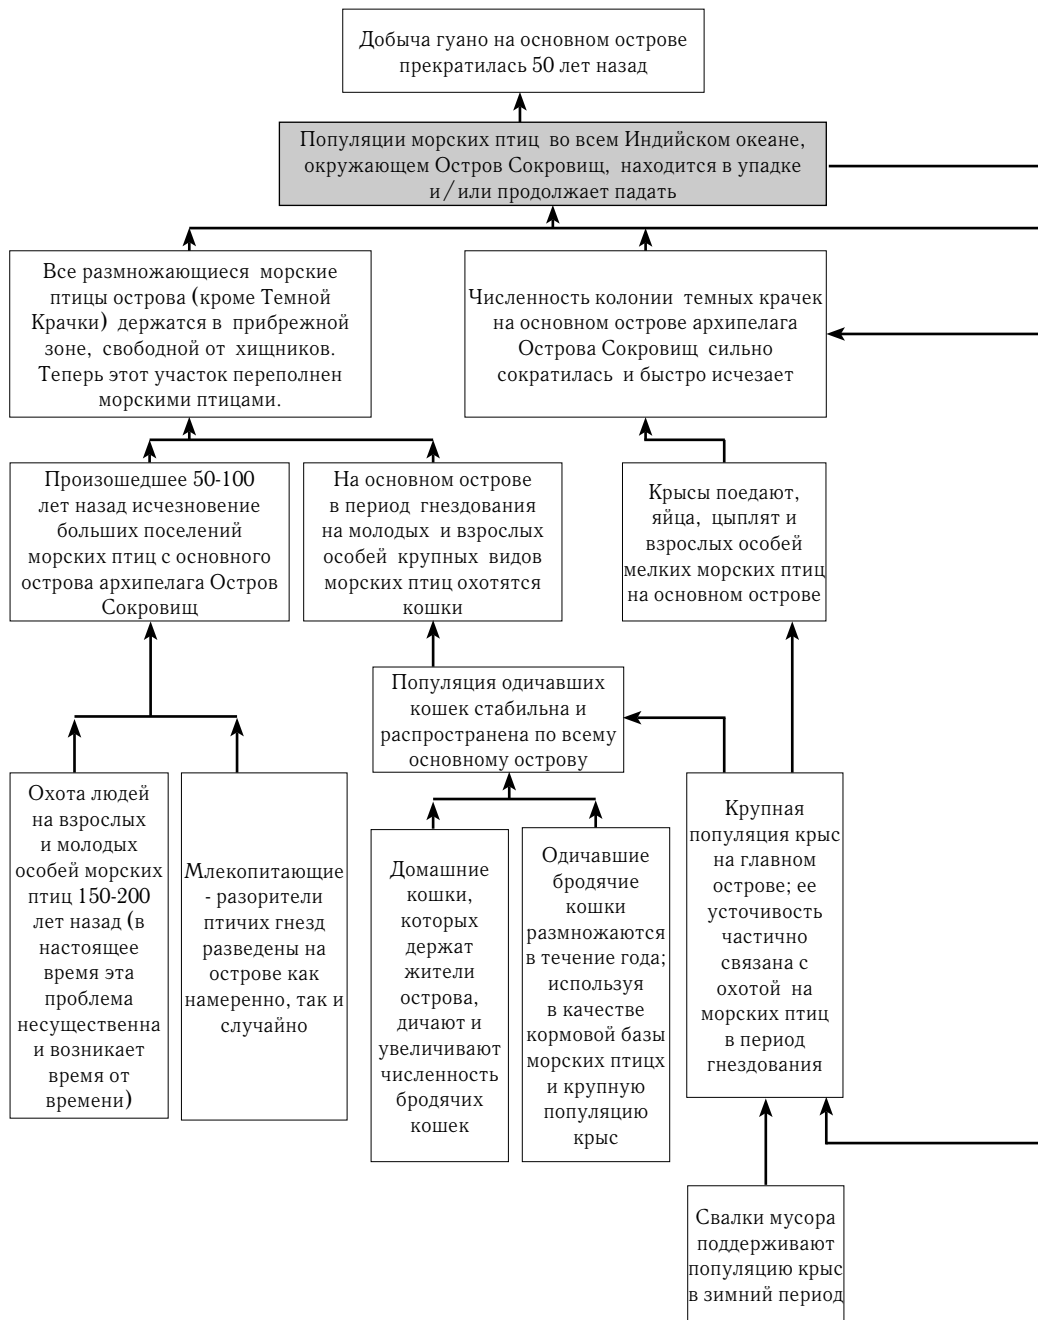 Добыча гуано на основном острове
прекратилась 50 лет назад
Популяции морских птиц во всем Индийском океане,
окружающем Остров Сокровищ, находится в упадке
и/или продолжает падать
Все размножающиеся морские
птицы острова (кроме Темной
Крачки) держатся в прибрежной
зоне, свободной от хищников.
Теперь этот участок переполнен
морскими птицами.
Численность колонии темных крачек
на основном острове архипелага
Острова Сокровищ сильно
сократилась и быстро исчезает
Произошедшее 50-100
лет назад исчезновение
больших поселений
морских птиц с основного
острова архипелага Остров
Сокровищ
На основном острове
в период гнездования
на молодых и взрослых
особей крупных видов
морских птиц охотятся
кошки
Крысы поедают,
яйца, цыплят и
взрослых особей
мелких морских птиц
на основном острове
Популяция одичавших
кошек стабильна и
распространена по всему
основному острову
Охота людей
на взрослых
и молодых
особей морских
птиц 150-200
лет назад (в
настоящее
время эта
проблема
несущественна
и возникает
время от
времени)
Млекопитающие
- разорители
птичих гнезд
разведены на
острове как
намеренно, так и
случайно
Домашние
кошки,
которых
держат
жители
острова,
дичают и
увеличивают
численность
бродячих
кошек
Одичавшие
бродячие
кошки
размножаются
в течение года;
используя
в качестве
кормовой базы
морских птицх
и крупную
популяцию
крыс
Крупная
популяция крыс
на главном
острове; ее
усточивость
частично
связана с
охотой на
морских птиц
в период
гнездования
Свалки мусора
поддерживают
популяцию крыс
в зимний период